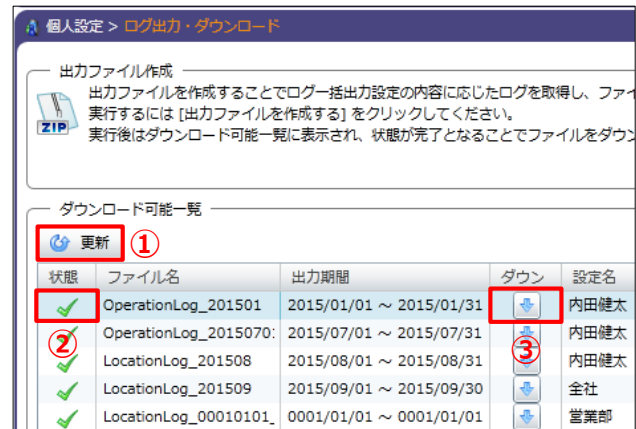 個人設定 > ログ出力・ダウンロード
出力ファイル作成
出力ファイルを作成することでログ一括出力設定の内容に応じたログを取得し、ファイ
ZIP
実行するには [出力ファイルを作成する] をクリックしてください。
実行後はダウンロード可能一覧に表示され、状態が完了となることでファイルをダウン
ダウンロード可能一覧
更新 ①
状態 ファイル名 出力期間 ダウン 設定名
OperationLog_201501 2015/01/01 ～ 2015/01/31 内田健太
② OperationLog_2015070 2015/07/01 ～ 2015/07/31 ③ 内田健太
LocationLog_201508 2015/08/01 ～ 2015/08/31 内田健太
LocationLog_201509 2015/09/01 ～ 2015/09/30 全社
LocationLog_00010101_ 0001/01/01 ～ 0001/01/01 営業部